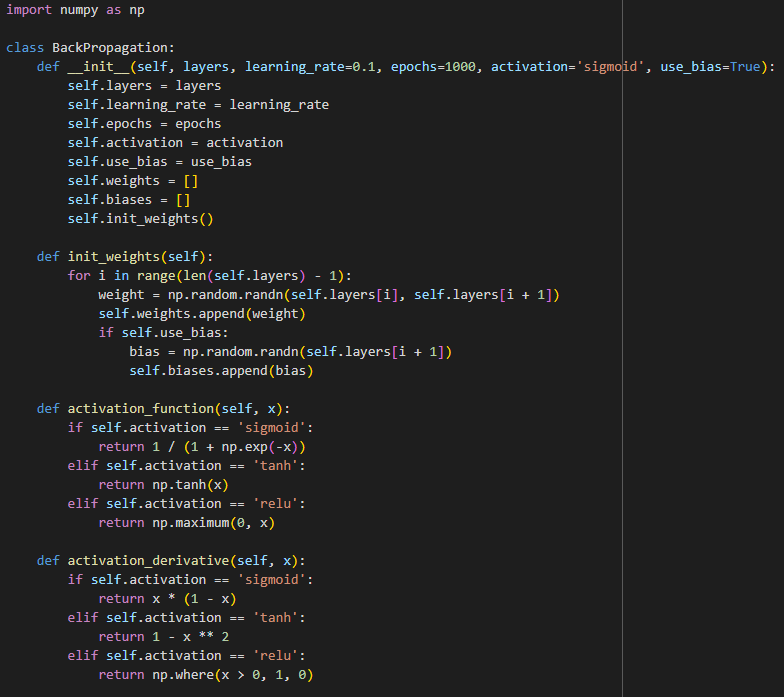 import numpy as np
class BackPropagation:
    def __init__(self, layers, learning_rate=0.1, epochs=1000, activation='sigmoid', use_bias=True):
        self.layers = layers
        self.learning_rate = learning_rate
        self.epochs = epochs
        self.activation = activation
        self.use_bias = use_bias
        self.weights = []
        self.biases = []
        self.init_weights()
    def init_weights(self):
        for i in range(len(self.layers) - 1):
            weight = np.random.randn(self.layers[i], self.layers[i + 1])
            self.weights.append(weight)
            if self.use_bias:
                bias = np.random.randn(self.layers[i + 1])
                self.biases.append(bias)
    def activation_function(self, x):
        if self.activation == 'sigmoid':
            return 1 / (1 + np.exp(-x))
        elif self.activation == 'tanh':
            return np.tanh(x)
        elif self.activation == 'relu':
            return np.maximum(0, x)
    def activation_derivative(self, x):
        if self.activation == 'sigmoid':
            return x * (1 - x)
        elif self.activation == 'tanh':
            return 1 - x ** 2
        elif self.activation == 'relu':
            return np.where(x > 0, 1, 0)